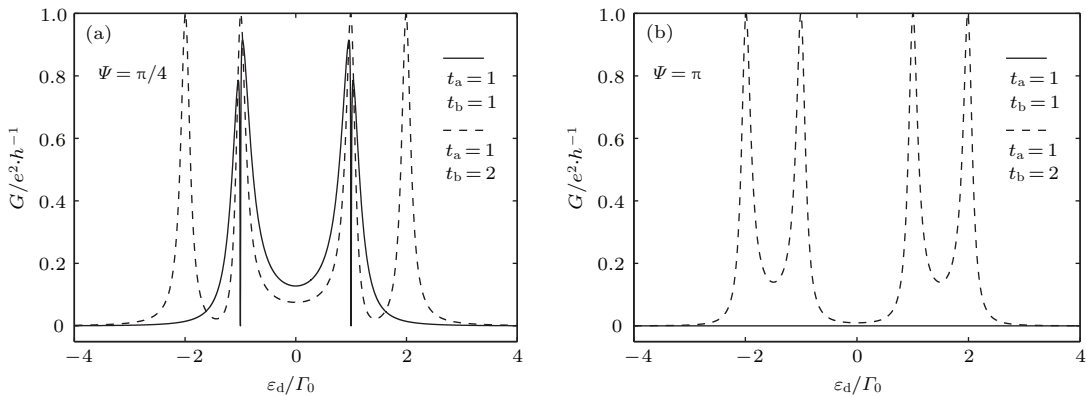 (a)
Ψ = π/4
t_a = 1
t_b = 1
t_a = 1
t_b = 2
1.0
0.8
0.6
0.4
0.2
0
−4
−2
0
2
4
G/e²·h⁻¹
ε_d/Γ₀
(b)
Ψ = π
t_a = 1
t_b = 1
t_a = 1
t_b = 2
1.0
0.8
0.6
0.4
0.2
0
−4
−2
0
2
4
G/e²·h⁻¹
ε_d/Γ₀